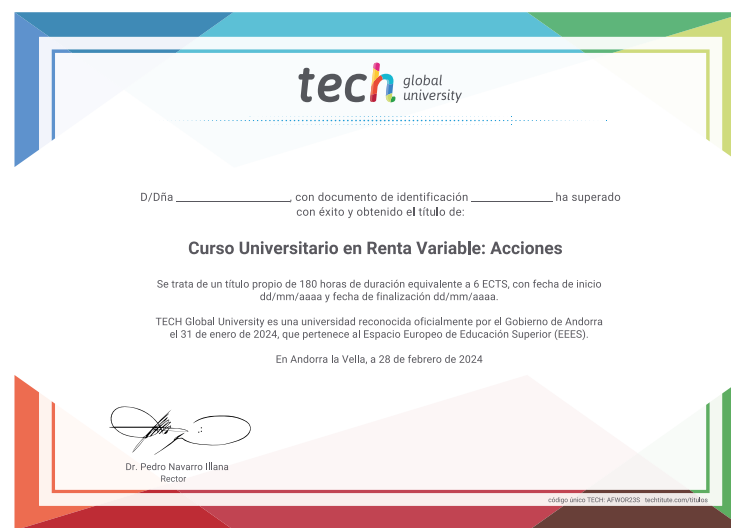 tech global
university
D/Dña ______________________, con documento de identificación ________________ ha superado
con éxito y obtenido el título de:
Curso Universitario en Renta Variable: Acciones
Se trata de un título propio de 180 horas de duración equivalente a 6 ECTS, con fecha de inicio
dd/mm/aaaa y fecha de finalización dd/mm/aaaa.
TECH Global University es una universidad reconocida oficialmente por el Gobierno de Andorra
el 31 de enero de 2024, que pertenece al Espacio Europeo de Educación Superior (EEES).
En Andorra la Vella, a 28 de febrero de 2024
Dr. Pedro Navarro Illana
Rector
código único TECH: AFWOR23S techtitute.com/titulos